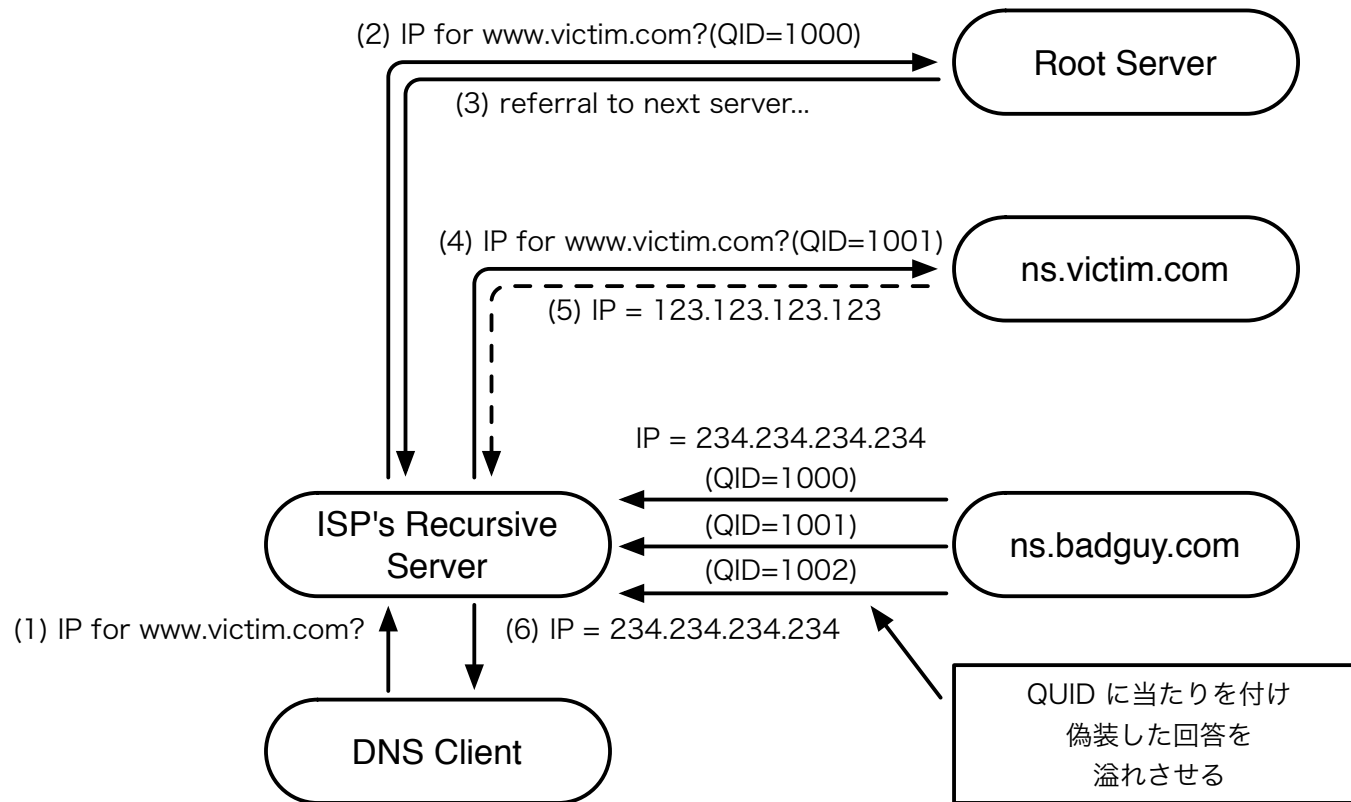 (2) IP for www.victim.com?(QID=1000)
Root Server
(3) referral to next server...
(4) IP for www.victim.com?(QID=1001)
ns.victim.com
(5) IP = 123.123.123.123
IP = 234.234.234.234
(QID=1000)
ISP's Recursive
Server
(QID=1001)
ns.badguy.com
(QID=1002)
(1) IP for www.victim.com?
(6) IP = 234.234.234.234
DNS Client
QUID に当たりを付け
偽装した回答を
溢れさせる